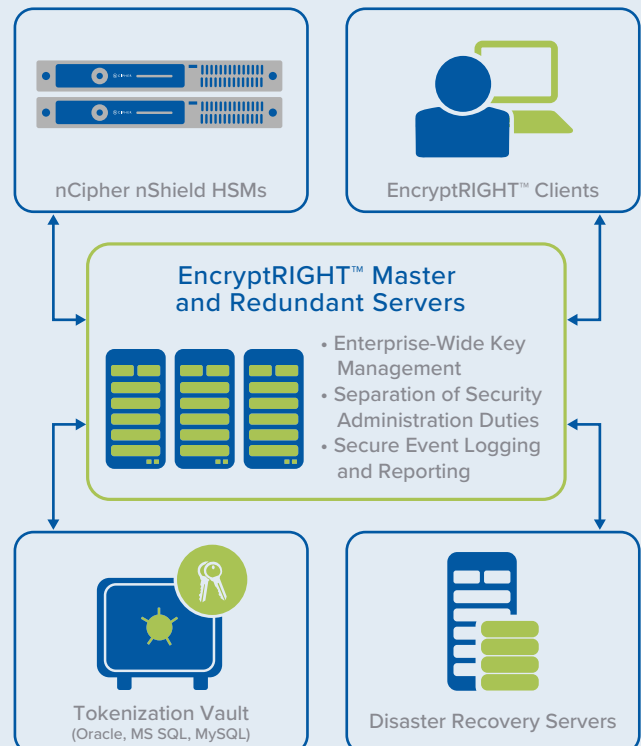 nCipher nShield HSMs
EncryptRIGHT™ Clients
EncryptRIGHT™ Master
and Redundant Servers
• Enterprise-Wide Key
Management
• Separation of Security
Administration Duties
• Secure Event Logging
and Reporting
Tokenization Vault
(Oracle, MS SQL, MySQL)
Disaster Recovery Servers